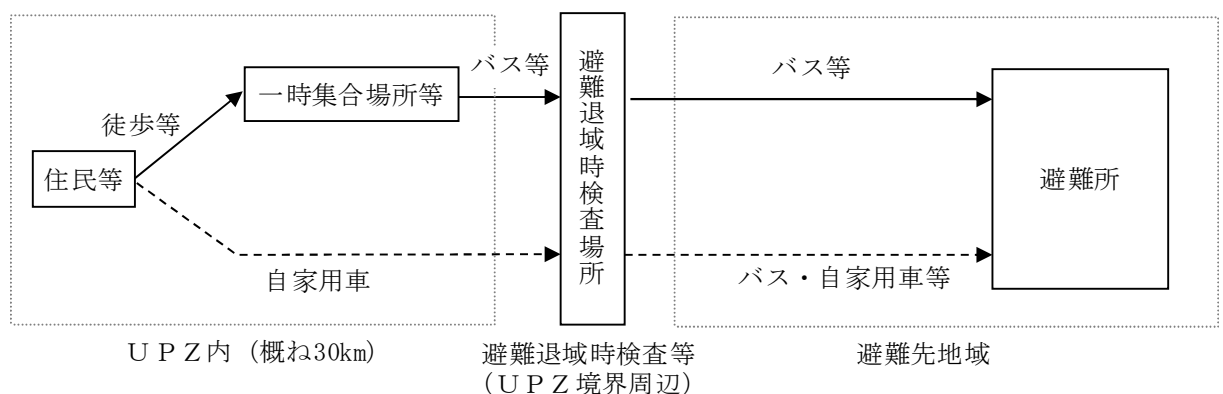 バス等
バス等
一時集合場所等
徒歩等
住民等
避難退域時検査場所
避難所
自家用車
バス・自家用車等
ＵＰＺ内（概ね30km）
避難退域時検査等
（ＵＰＺ境界周辺）
避難先地域